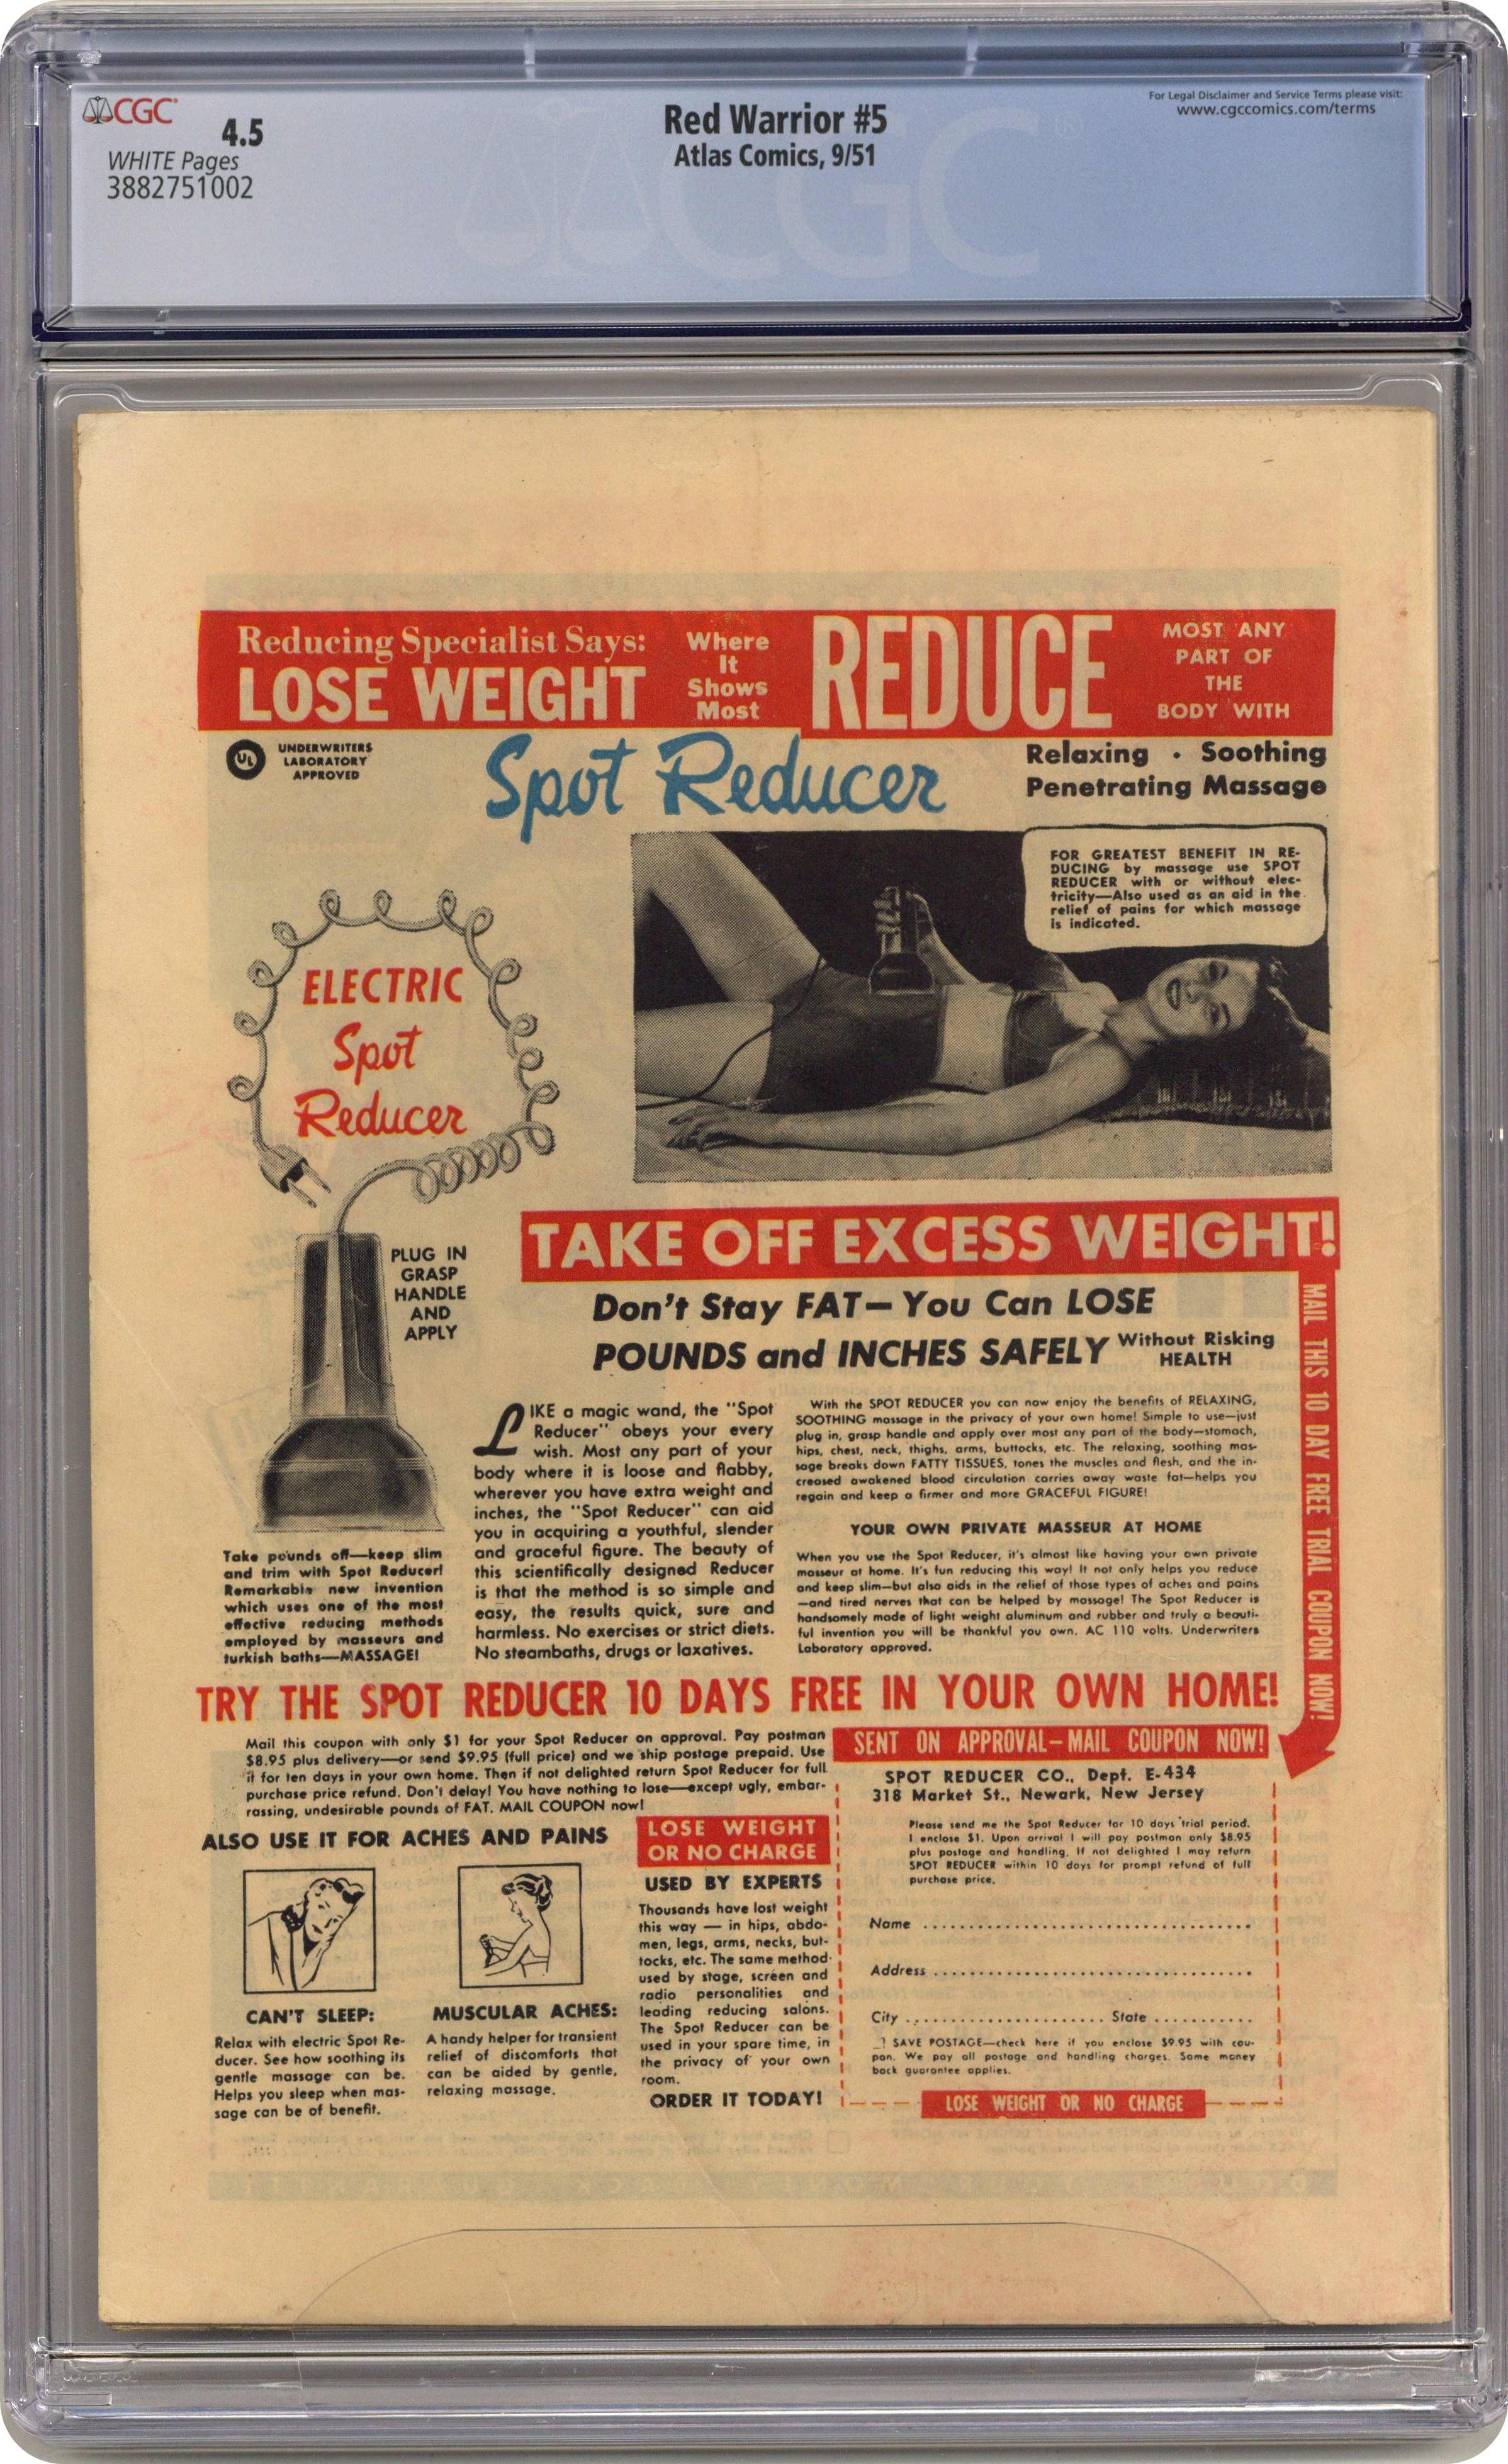 CGC
4.5
WHITE Pages
3882751002
Red Warrior #5
Atlas Comics, 9/51
For Legal Disclaimer and Service Terms please visit:
www.cgccomics.com/terms
CGC
Reducing Specialist Says:
LOSE WEIGHT
Where
It
Shows
Most
REDUCE
MOST ANY
PART OF
THE
BODY WITH
UL
UNDERWRITERS
LABORATORY
APPROVED
Spot Reducer
Relaxing • Soothing
Penetrating Massage
FOR GREATEST BENEFIT IN RE-
DUCING by massage use SPOT
REDUCER with or without elec-
tricity—Also used as an aid in the
relief of pains for which massage
is indicated.
ELECTRIC
Spot
Reducer
PLUG IN
GRASP
HANDLE
AND
APPLY
TAKE OFF EXCESS WEIGHT!
Don't Stay FAT—You Can LOSE
POUNDS and INCHES SAFELY Without Risking
HEALTH
MAIL THIS 10 DAY FREE TRIAL COUPON NOW!
LIKE a magic wand, the "Spot
Reducer" obeys your every
wish. Most any part of your
body where it is loose and flabby,
wherever you have extra weight and
inches, the "Spot Reducer" can aid
you in acquiring a youthful, slender
and graceful figure. The beauty of
this scientifically designed Reducer
is that the method is so simple and
easy, the results quick, sure and
harmless. No exercises or strict diets.
No steambaths, drugs or laxatives.
With the SPOT REDUCER you can now enjoy the benefits of RELAXING,
SOOTHING massage in the privacy of your own home! Simple to use—just
plug in, grasp handle and apply over most any part of the body—stomach,
hips, chest, neck, thighs, arms, buttocks, etc. The relaxing, soothing mas-
sage breaks down FATTY TISSUES, tones the muscles and flesh, and the in-
creased awakened blood circulation carries away waste fat—helps you
regain and keep a firmer and more GRACEFUL FIGURE!
YOUR OWN PRIVATE MASSEUR AT HOME
When you use the Spot Reducer, it's almost like having your own private
masseur at home. It's fun reducing this way! It not only helps you reduce
and keep slim—but also aids in the relief of those types of aches and pains
—and tired nerves that can be helped by massage! The Spot Reducer is
handsomely made of light weight aluminum and rubber and truly a beauti-
ful invention you will be thankful you own. AC 110 volts. Underwriters
Laboratory approved.
Take pounds off—keep slim
and trim with Spot Reducer!
Remarkable new invention
which uses one of the most
effective reducing methods
employed by masseurs and
turkish baths—MASSAGE!
TRY THE SPOT REDUCER 10 DAYS FREE IN YOUR OWN HOME!
Mail this coupon with only $1 for your Spot Reducer on approval. Pay postman
$8.95 plus delivery—or send $9.95 (full price) and we ship postage prepaid. Use
it for ten days in your own home. Then if not delighted return Spot Reducer for full
purchase price refund. Don't delay! You have nothing to lose—except ugly, embar-
rassing, undesirable pounds of FAT. MAIL COUPON now!
ALSO USE IT FOR ACHES AND PAINS
CAN'T SLEEP:
Relax with electric Spot Re-
ducer. See how soothing its
gentle massage can be.
Helps you sleep when mas-
sage can be of benefit.
MUSCULAR ACHES:
A handy helper for transient
relief of discomforts that
can be aided by gentle,
relaxing massage.
LOSE WEIGHT
OR NO CHARGE
USED BY EXPERTS
Thousands have lost weight
this way — in hips, abdo-
men, legs, arms, necks, but-
tocks, etc. The same method
used by stage, screen and
radio personalities and
leading reducing salons.
The Spot Reducer can be
used in your spare time, in
the privacy of your own
room.
ORDER IT TODAY!
SENT ON APPROVAL—MAIL COUPON NOW!
SPOT REDUCER CO., Dept. E-434
318 Market St., Newark, New Jersey
Please send me the Spot Reducer for 10 days trial period.
I enclose $1. Upon arrival I will pay postman only $8.95
plus postage and handling. If not delighted I may return
SPOT REDUCER within 10 days for prompt refund of full
purchase price.
Name
Address
City State
SAVE POSTAGE—check here if you enclose $9.95 with cou-
pon. We pay all postage and handling charges. Same money
back guarantee applies.
LOSE WEIGHT OR NO CHARGE